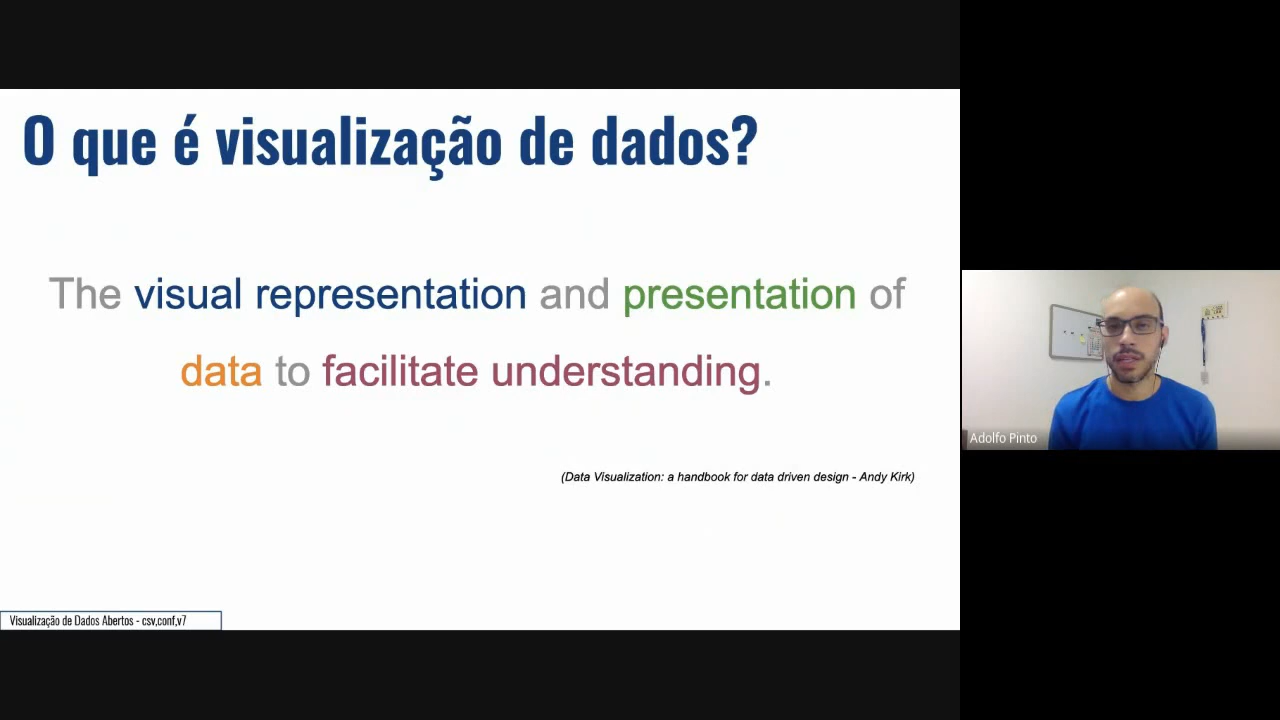 O que é visualização de dados?
The visual representation and presentation of
data to facilitate understanding.
(Data Visualization: a handbook for data driven design - Andy Kirk)
Visualização de Dados Abertos - csv,conf,v7
Adolfo Pinto